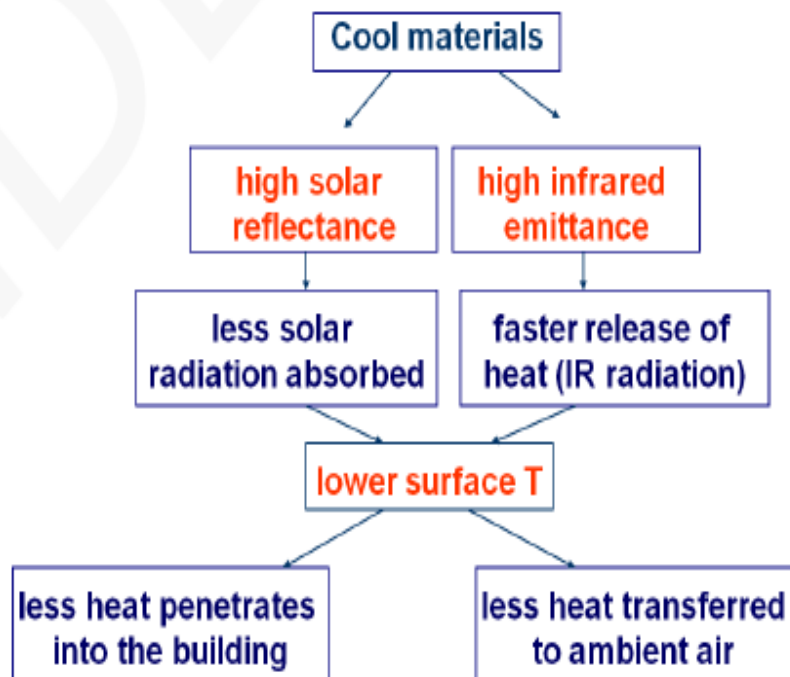 Cool materials
high solar
reflectance
high infrared
emittance
less solar
radiation absorbed
faster release of
heat (IR radiation)
lower surface T
less heat penetrates
into the building
less heat transferred
to ambient air